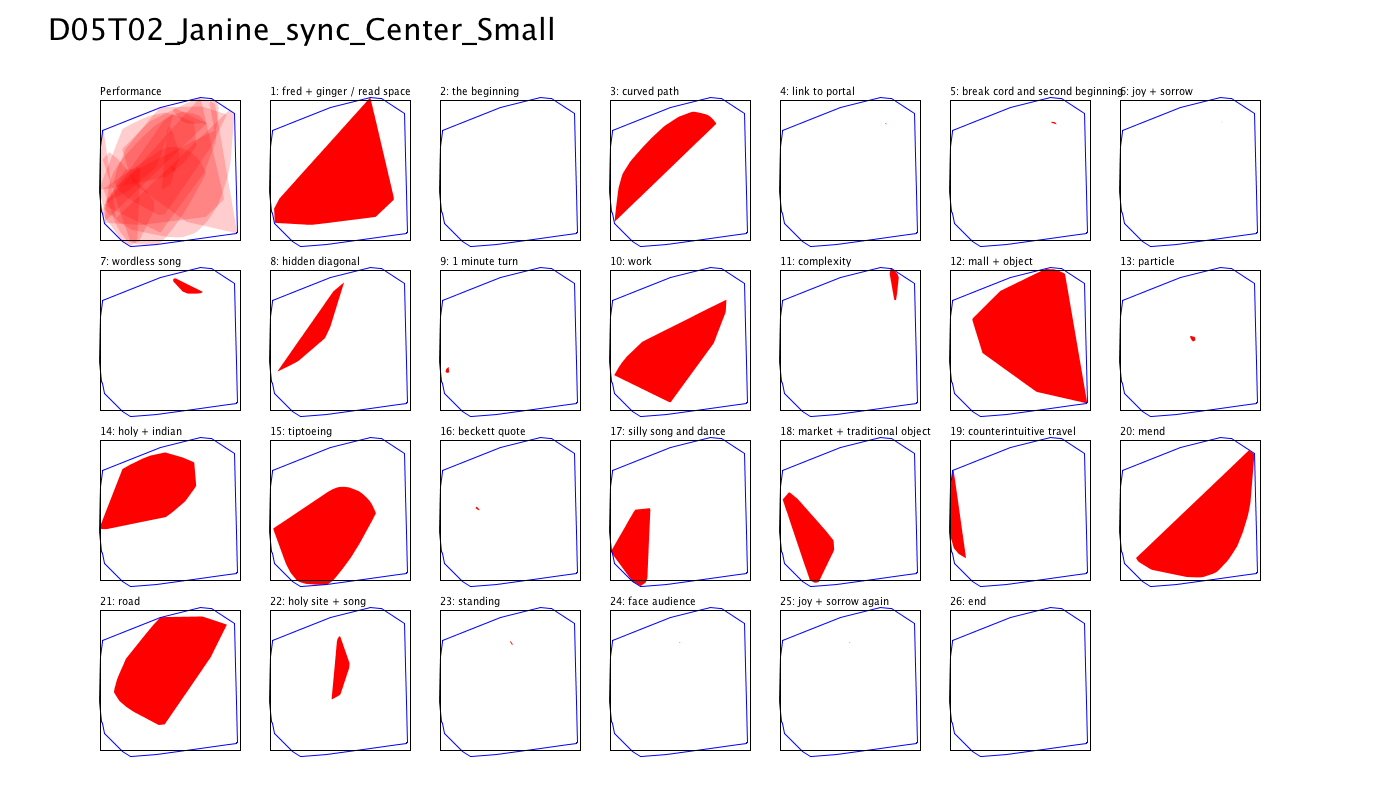 D05T02_Janine_sync_Center_Small
Performance
1: fred + ginger / read space
2: the beginning
3: curved path
4: link to portal
5: break cord and second beginning
6: joy + sorrow
7: wordless song
8: hidden diagonal
9: 1 minute turn
10: work
11: complexity
12: mall + object
13: particle
14: holy + indian
15: tiptoeing
16: beckett quote
17: silly song and dance
18: market + traditional object
19: counterintuitive travel
20: mend
21: road
22: holy site + song
23: standing
24: face audience
25: joy + sorrow again
26: end